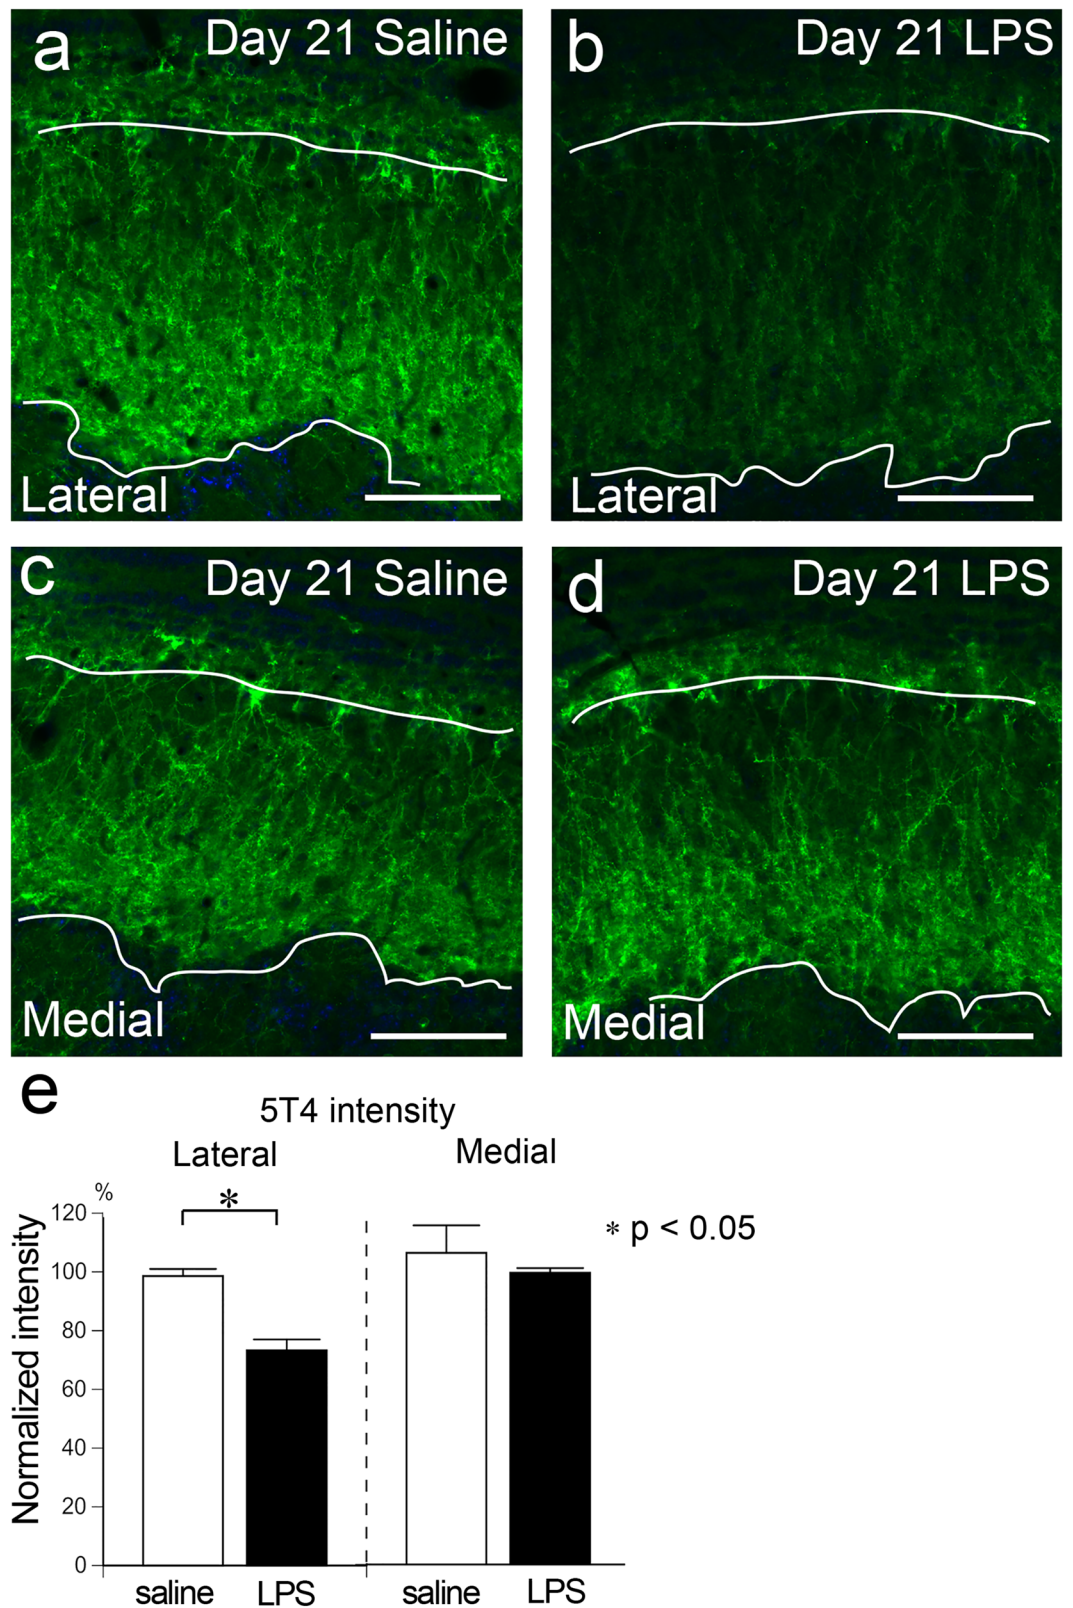 a Day 21 Saline
Lateral
b Day 21 LPS
Lateral
c Day 21 Saline
Medial
d Day 21 LPS
Medial
e
5T4 intensity
Lateral Medial
%
* * p < 0.05
Normalized intensity
120
100
80
60
40
20
0
saline LPS saline LPS